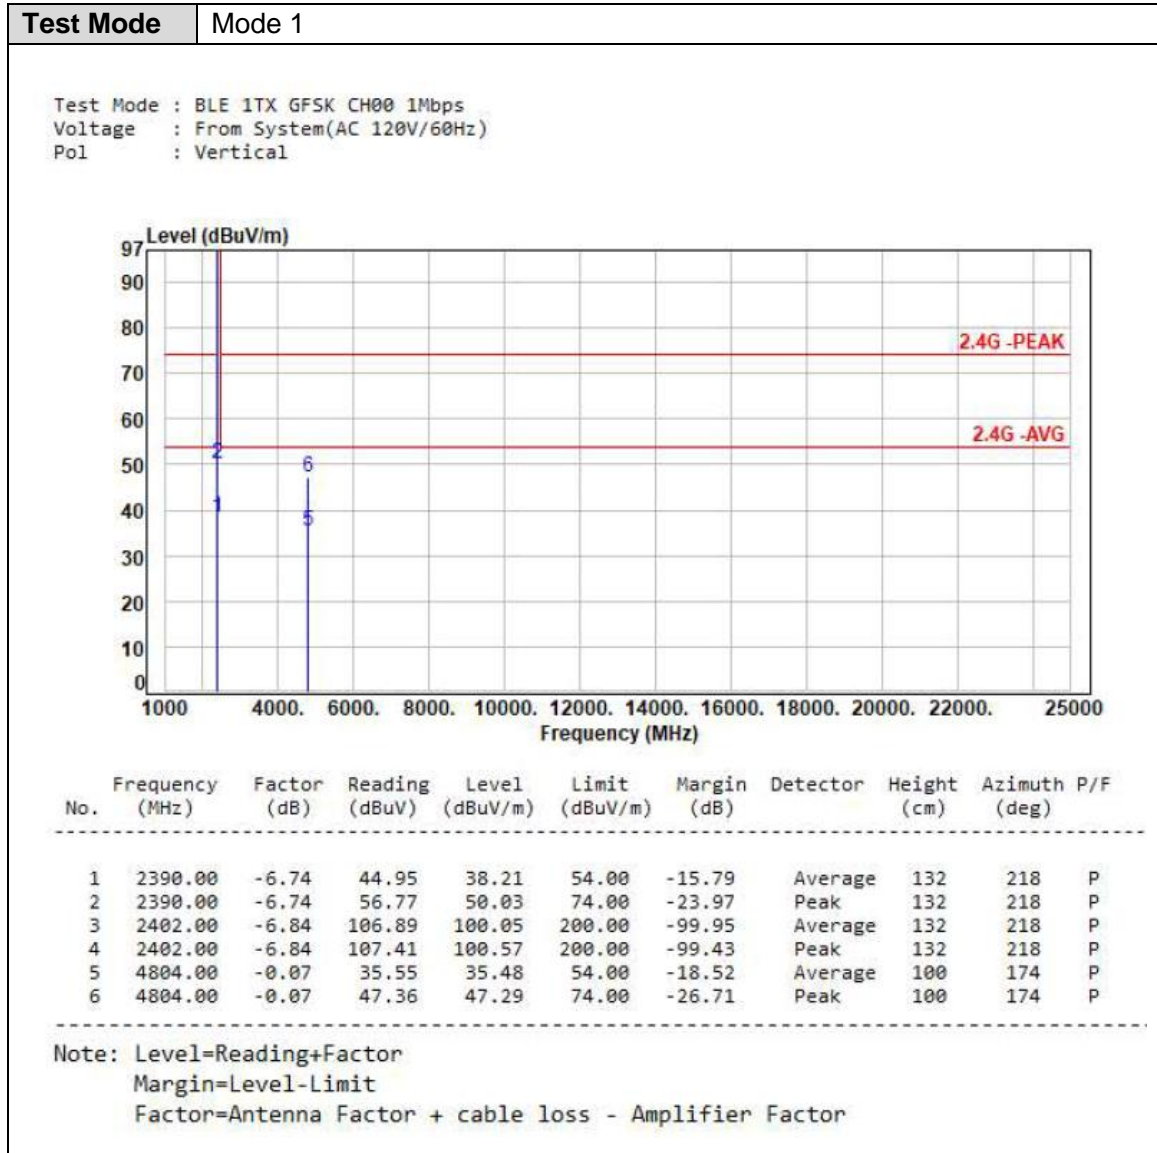 Test Mode Mode 1
Test Mode : BLE 1TX GFSK CH00 1Mbps
Voltage : From System(AC 120V/60Hz)
Pol : Vertical
97 Level (dBuV/m)
90
80
2.4G -PEAK
70
60
2.4G -AVG
2
6
50
1
5
40
30
20
10
0
1000 4000. 6000. 8000. 10000. 12000. 14000. 16000. 18000. 20000. 22000. 25000
Frequency (MHz)
Frequency Factor Reading Level Limit Margin Detector Height Azimuth P/F
No. (MHz) (dB) (dBuV) (dBuV/m) (dBuV/m) (dB) (cm) (deg)
1 2390.00 -6.74 44.95 38.21 54.00 -15.79 Average 132 218 P
2 2390.00 -6.74 56.77 50.03 74.00 -23.97 Peak 132 218 P
3 2402.00 -6.84 106.89 100.05 200.00 -99.95 Average 132 218 P
4 2402.00 -6.84 107.41 100.57 200.00 -99.43 Peak 132 218 P
5 4804.00 -0.07 35.55 35.48 54.00 -18.52 Average 100 174 P
6 4804.00 -0.07 47.36 47.29 74.00 -26.71 Peak 100 174 P
Note: Level=Reading+Factor
Margin=Level-Limit
Factor=Antenna Factor + cable loss - Amplifier Factor